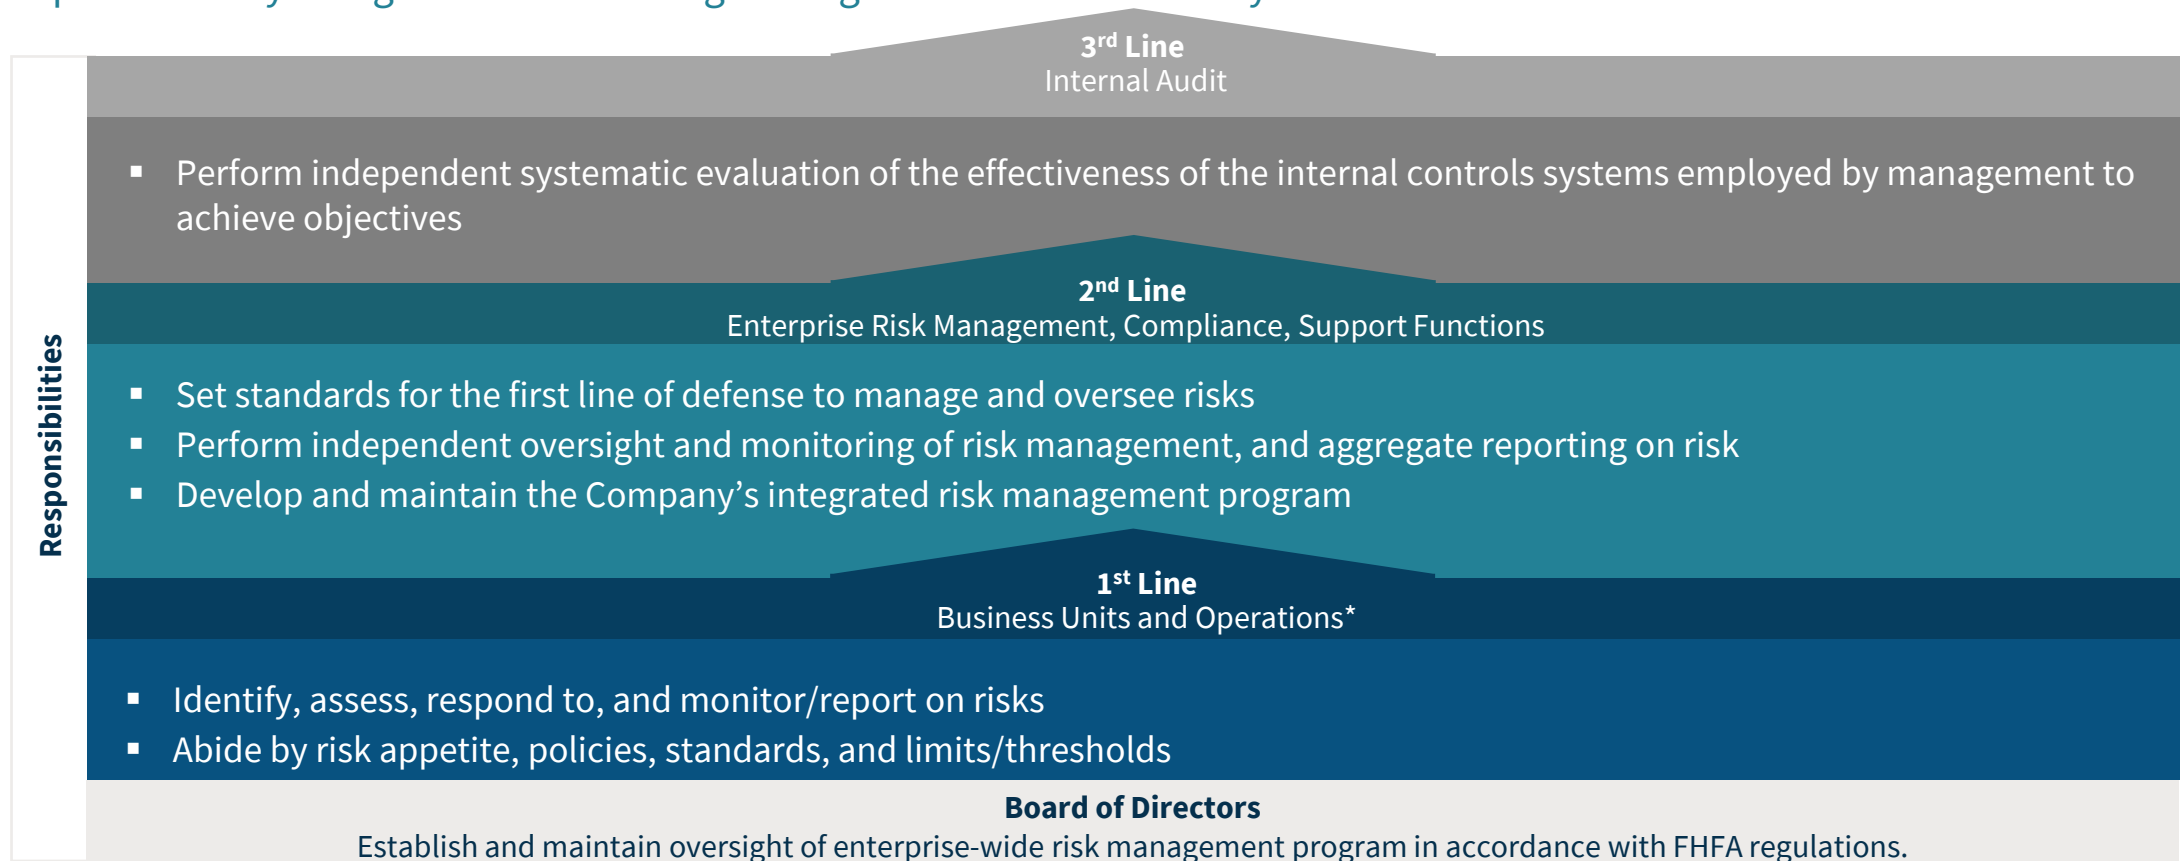 3rd Line
Internal Audit
▪ Perform independent systematic evaluation of the effectiveness of the internal controls systems employed by management to
achieve objectives
2nd Line
Enterprise Risk Management, Compliance, Support Functions
Responsibilities
▪ Set standards for the first line of defense to manage and oversee risks
▪ Perform independent oversight and monitoring of risk management, and aggregate reporting on risk
▪ Develop and maintain the Company’s integrated risk management program
1st Line
Business Units and Operations*
▪ Identify, assess, respond to, and monitor/report on risks
▪ Abide by risk appetite, policies, standards, and limits/thresholds
Board of Directors
Establish and maintain oversight of enterprise-wide risk management program in accordance with FHFA regulations.